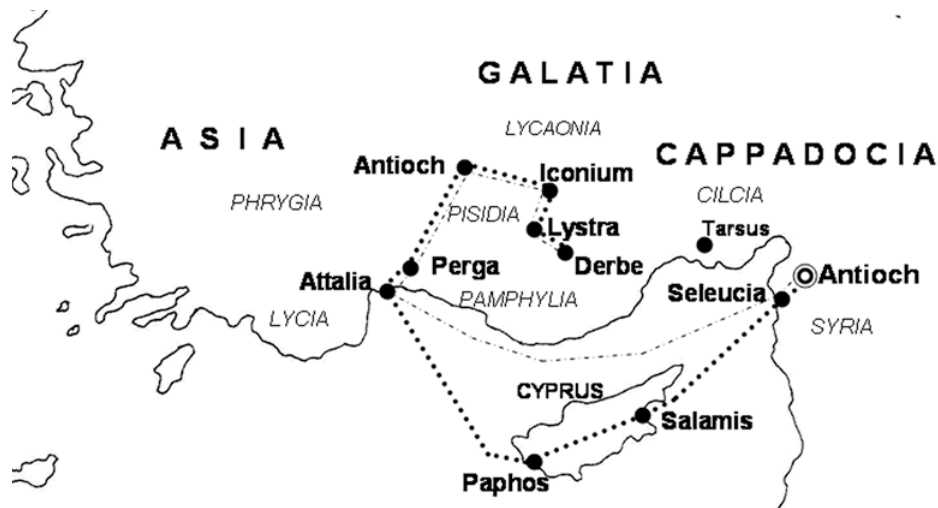 GALATIA
ASIA
LYCAONIA
CAPPADOCIA
Antioch
Iconium
PHRYGIA
PISIDIA
CILCIA
Lystra
Tarsus
Perga
Derbe
Antioch
Attalia
PAMPHYLIA
Seleucia
LYCIA
SYRIA
CYPRUS
Salamis
Paphos